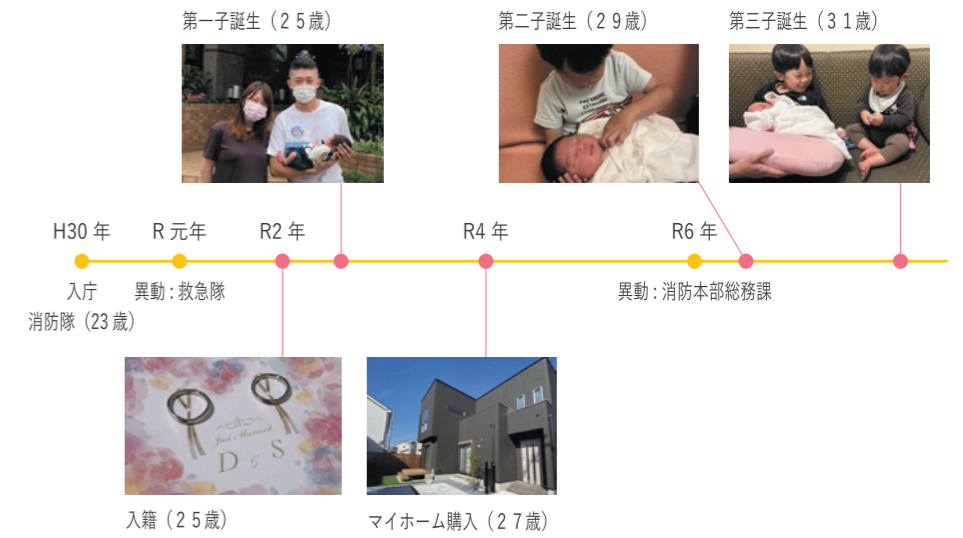 第一子誕生（２５歳）
第二子誕生（２９歳）
第三子誕生（３１歳）
H30 年
R 元年
R2 年
R4 年
R6 年
入庁
消防隊（23 歳）
異動 : 救急隊
異動 : 消防本部総務課
Just Married
D & S
入籍（２５歳）
マイホーム購入（２７歳）